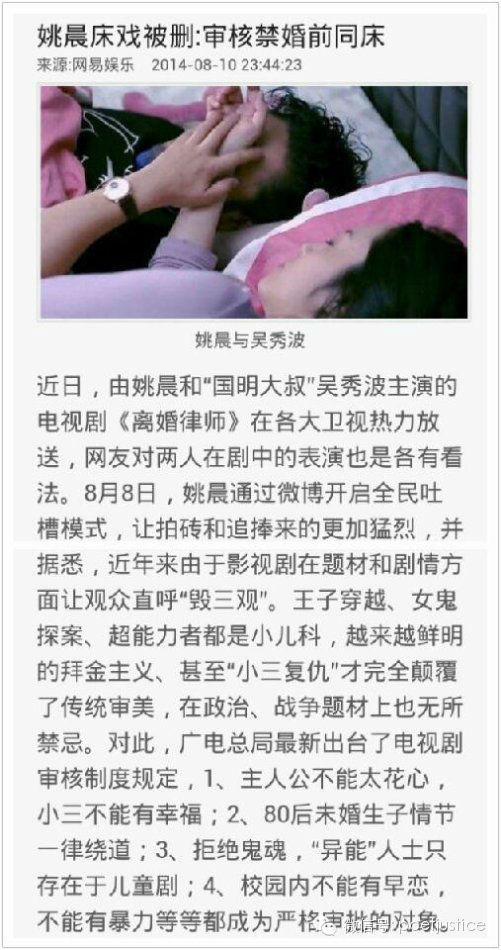 姚晨床戏被删:审核禁婚前同床
来源:网易娱乐 2014-08-10 23:44:23
姚晨与吴秀波
近日，由姚晨和“国明大叔”吴秀波主演的
电视剧《离婚律师》在各大卫视热力放
送，网友对两人在剧中的表演也是各有看
法。8月8日，姚晨通过微博开启全民吐
槽模式，让拍砖和追捧来的更加猛烈，并
据悉，近年来由于影视剧在题材和剧情方
面让观众直呼“毁三观”。王子穿越、女鬼
探案、超能力者都是小儿科，越来越鲜明
的拜金主义、甚至“小三复仇”才完全颠覆
了传统审美，在政治、战争题材上也无所
禁忌。对此，广电总局最新出台了电视剧
审核制度规定，1、主人公不能太花心，
小三不能有幸福；2、80后未婚生子情节
一律绕道；3、拒绝鬼魂，“异能”人士只
存在于儿童剧；4、校园内不能有早恋，
不能有暴力等等都成为严格审批的对象
微信号: poetjustice